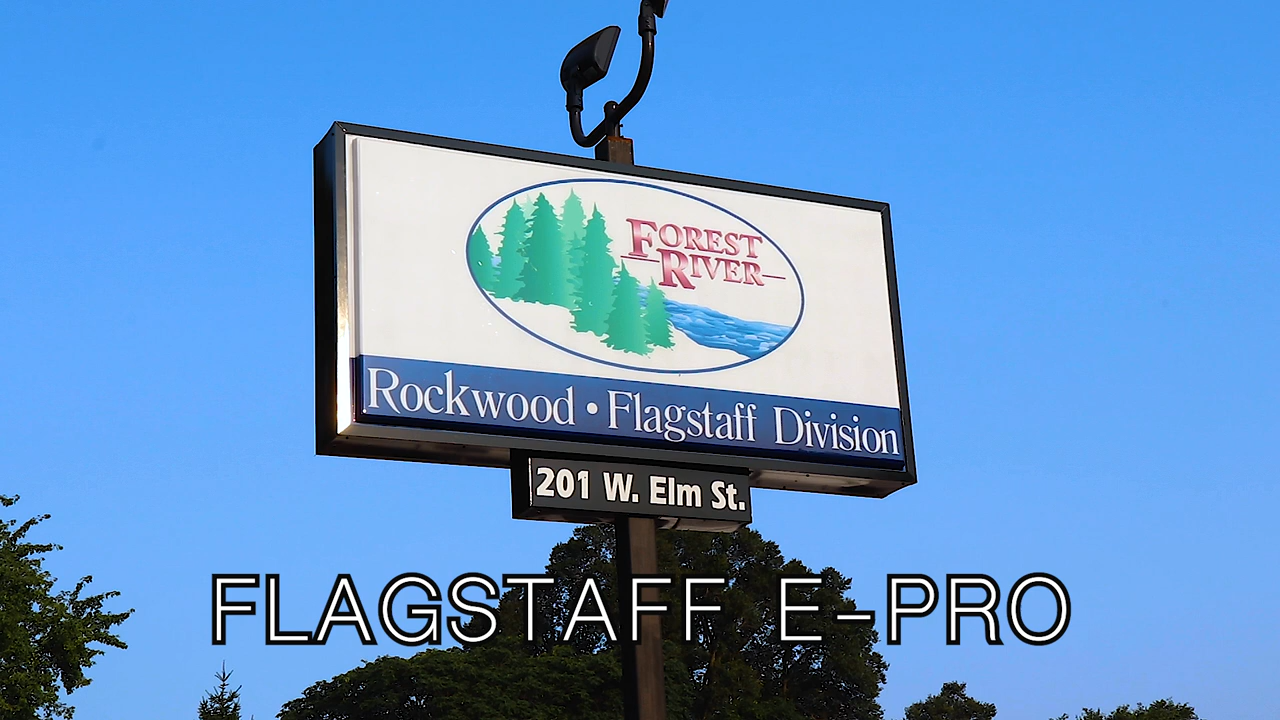 FOREST
RIVER
Rockwood • Flagstaff Division
201 W. Elm St.
FLAGSTAFF E-PRO